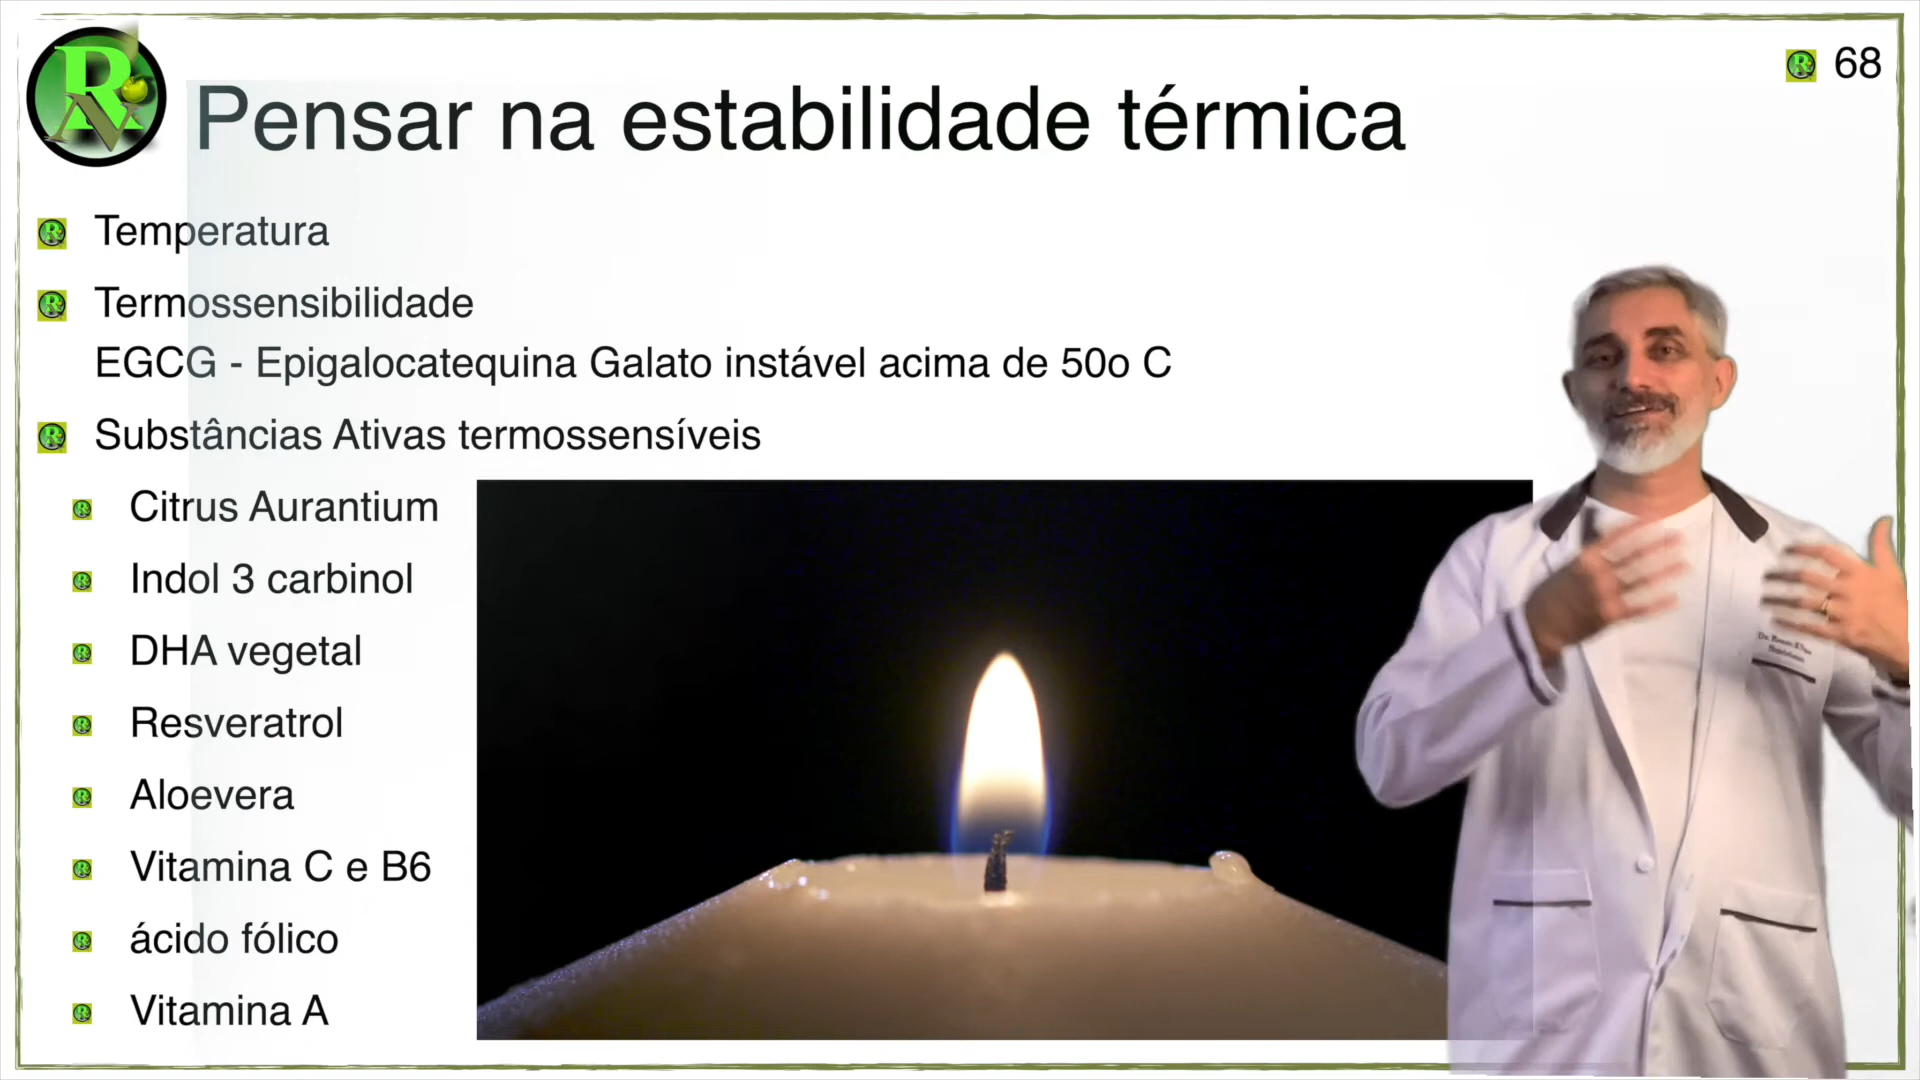 68
Pensar na estabilidade térmica
Temperatura
Termossensibilidade
EGCG - Epigalocatequina Galato instável acima de 50o C
Substâncias Ativas termossensíveis
Citrus Aurantium
Indol 3 carbinol
DHA vegetal
Resveratrol
Aloevera
Vitamina C e B6
ácido fólico
Vitamina A